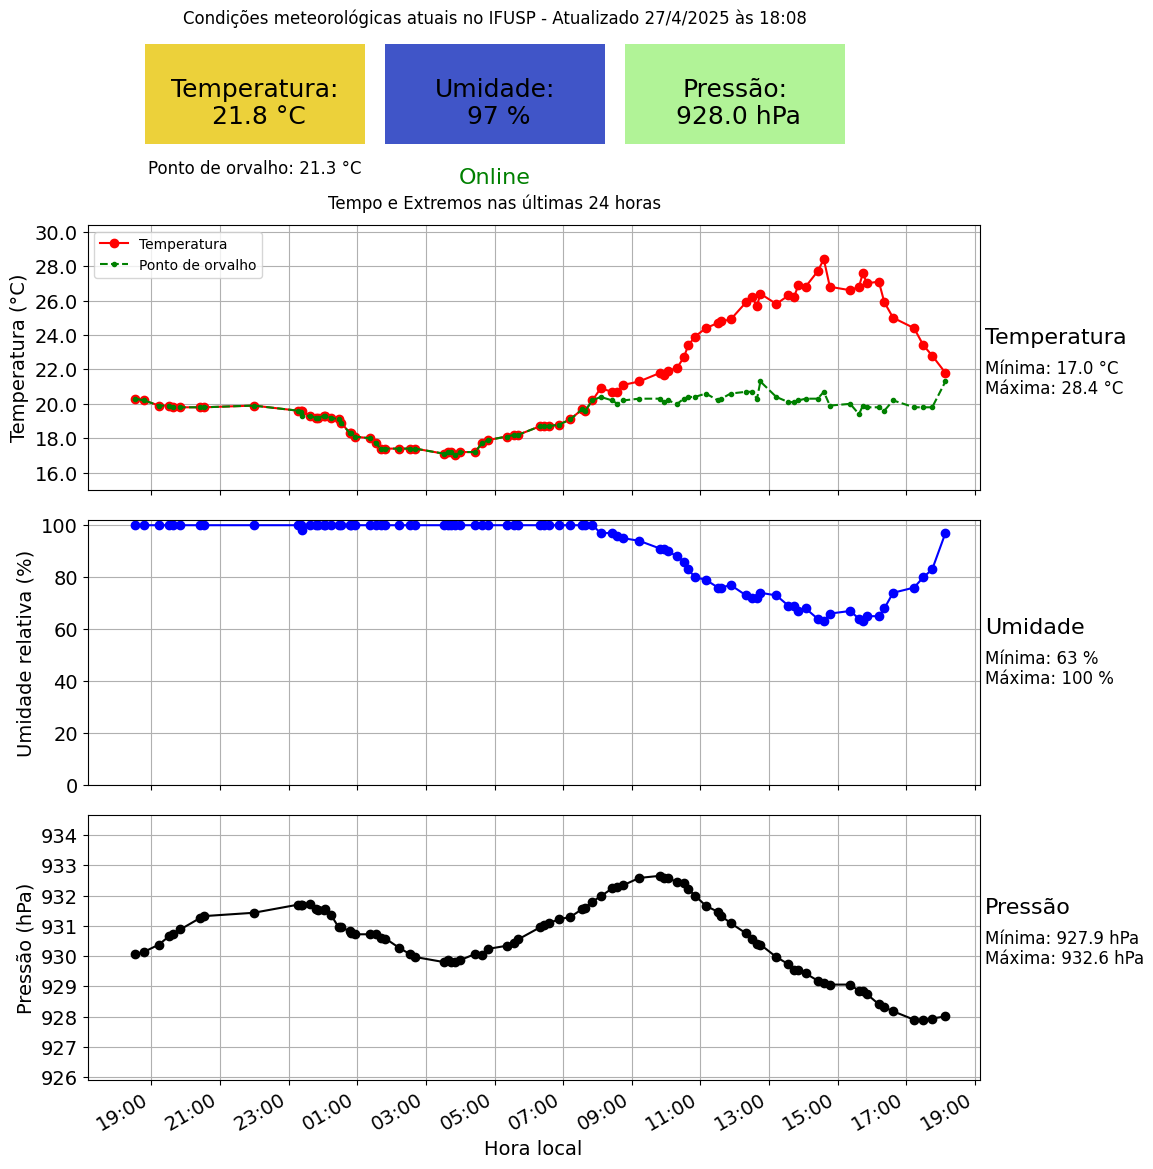 Condições meteorológicas atuais no IFUSP - Atualizado 27/4/2025 às 18:08
Temperatura:
21.8 °C
Umidade:
97 %
Pressão:
928.0 hPa
Ponto de orvalho: 21.3 °C
Online
Tempo e Extremos nas últimas 24 horas
Temperatura (°C)
30.0
28.0
26.0
24.0
22.0
20.0
18.0
16.0
Temperatura
Ponto de orvalho
Temperatura
Mínima: 17.0 °C
Máxima: 28.4 °C
Umidade relativa (%)
100
80
60
40
20
0
Umidade
Mínima: 63 %
Máxima: 100 %
Pressão (hPa)
934
933
932
931
930
929
928
927
926
Pressão
Mínima: 927.9 hPa
Máxima: 932.6 hPa
19:00 21:00 23:00 01:00 03:00 05:00 07:00 09:00 11:00 13:00 15:00 17:00 19:00
Hora local